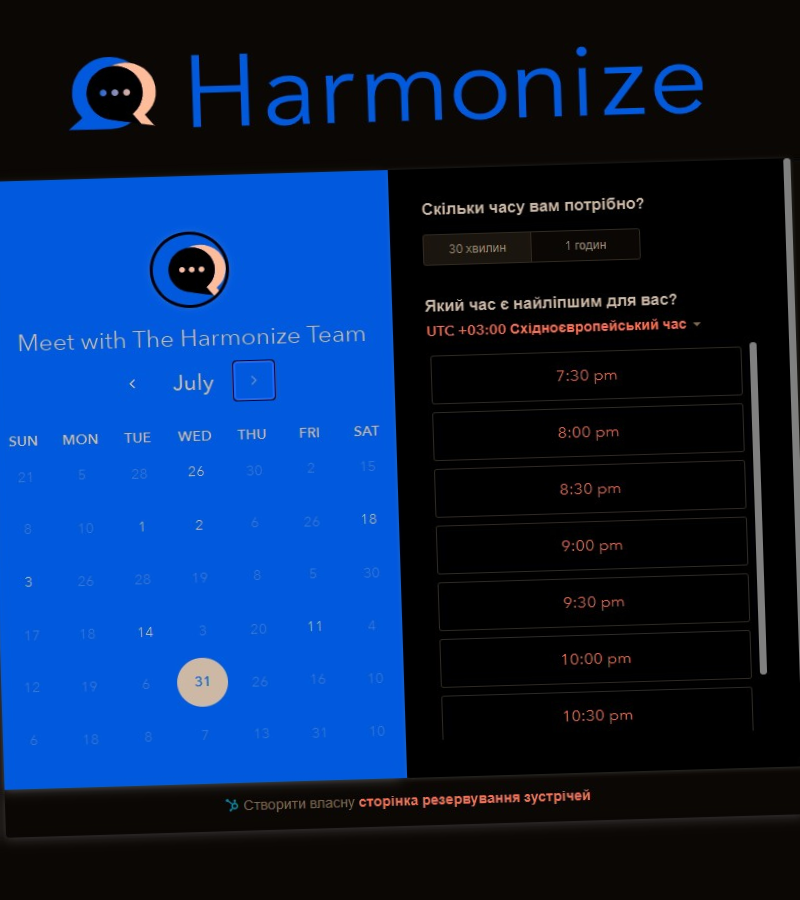 Harmonize
Meet with The Harmonize Team
July
SUN MON TUE WED THU FRI SAT
21 5 28 26 30 2 15
8 10 1 2 6 26 18
3 26 28 19 8 5 30
17 18 14 3 20 11 4
12 19 6 31 26 16 10
6 18 8 7 13 31 10
Скільки часу вам потрібно?
30 хвилин 1 годин
Який час є найліпшим для вас?
UTC +03:00 Східноєвропейський час
7:30 pm
8:00 pm
8:30 pm
9:00 pm
9:30 pm
10:00 pm
10:30 pm
Створити власну сторінка резервування зустрічей